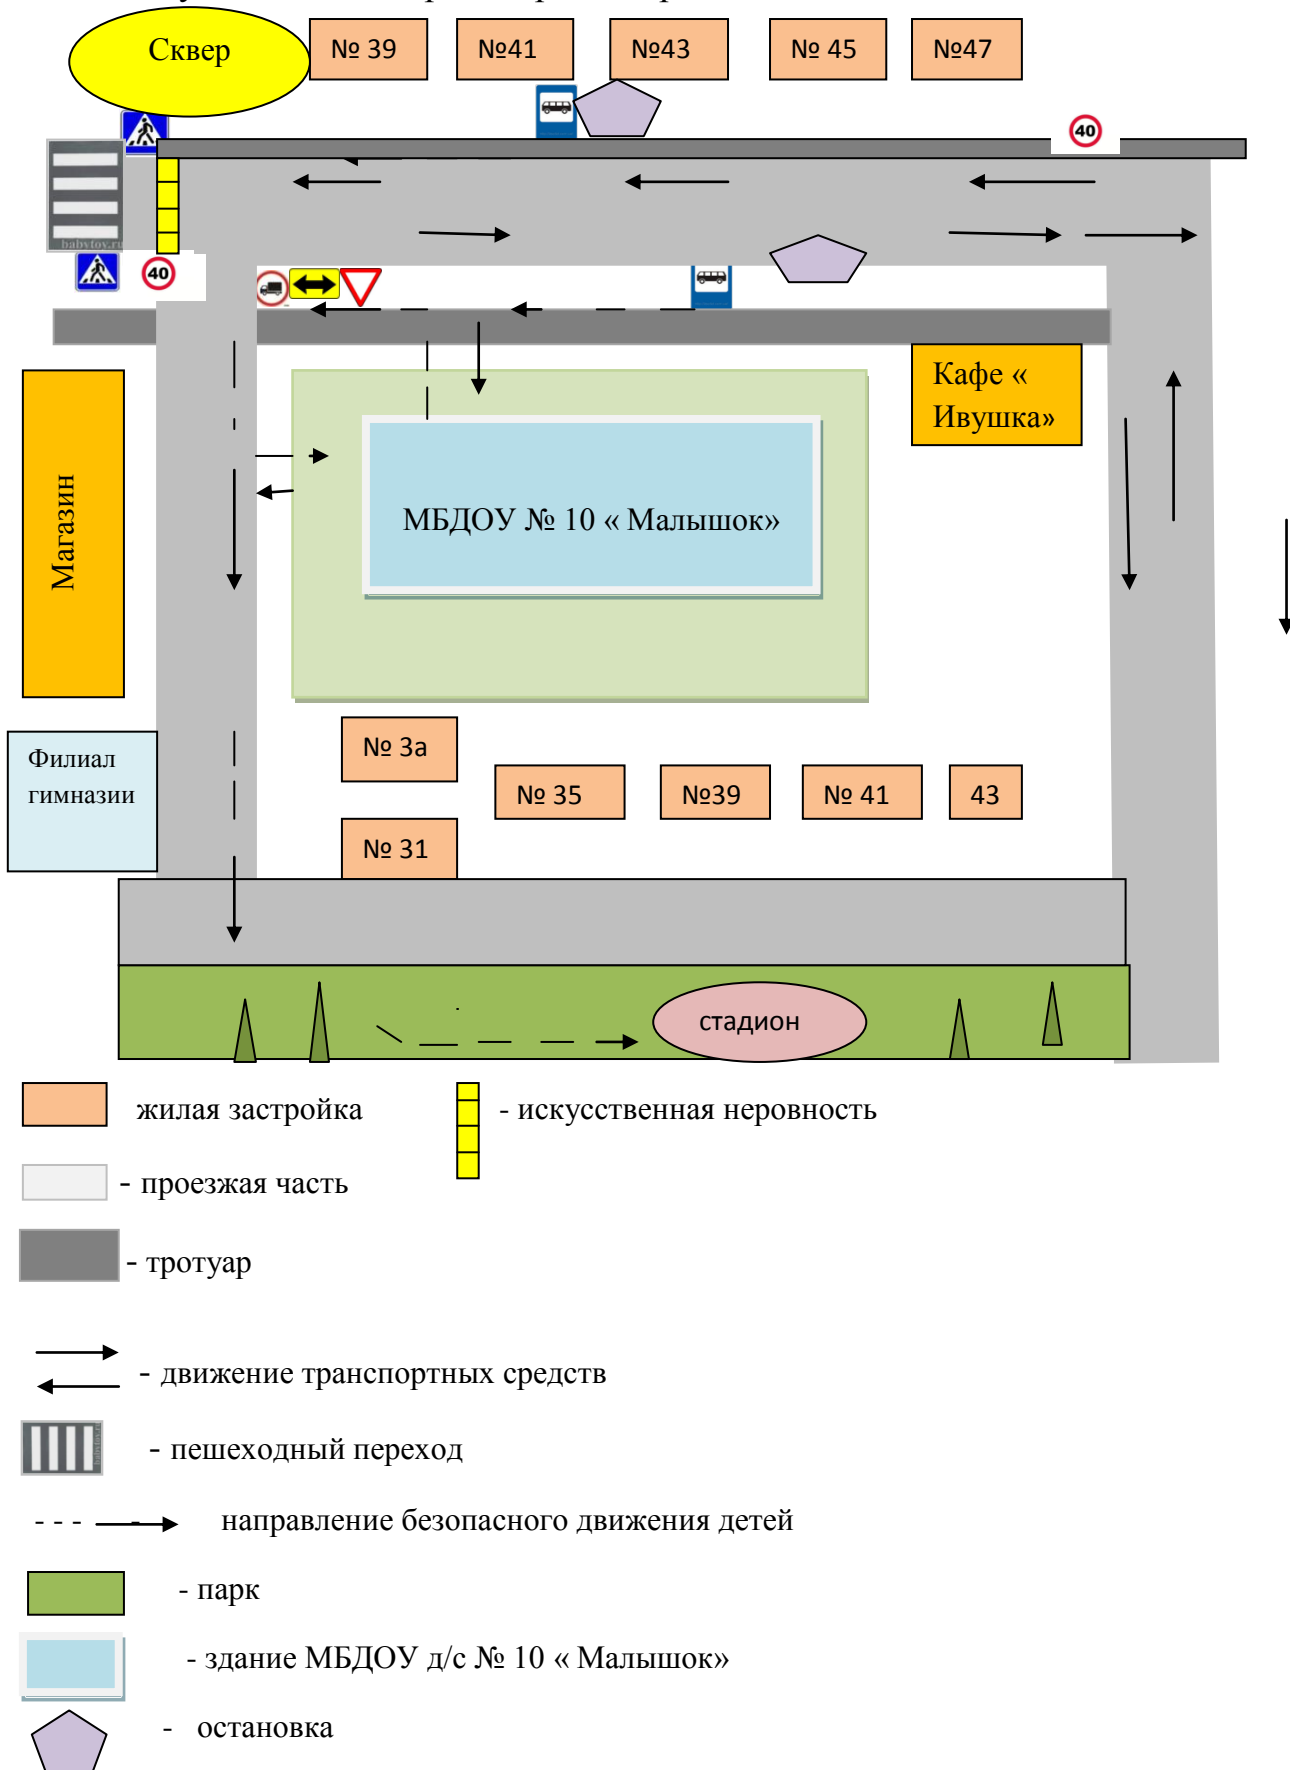 Сквер
№ 39
№41
№43
№ 45
№47
40
babytoy.ru
40
Кафе «
Ивушка»
Магазин
МБДОУ № 10 « Малышок»
Филиал
гимназии
№ 3а
№ 35
№39
№ 41
43
№ 31
стадион
жилая застройка
- искусственная неровность
- проезжая часть
- тротуар
- движение транспортных средств
- пешеходный переход
направление безопасного движения детей
- парк
- здание МБДОУ д/с № 10 « Малышок»
- остановка